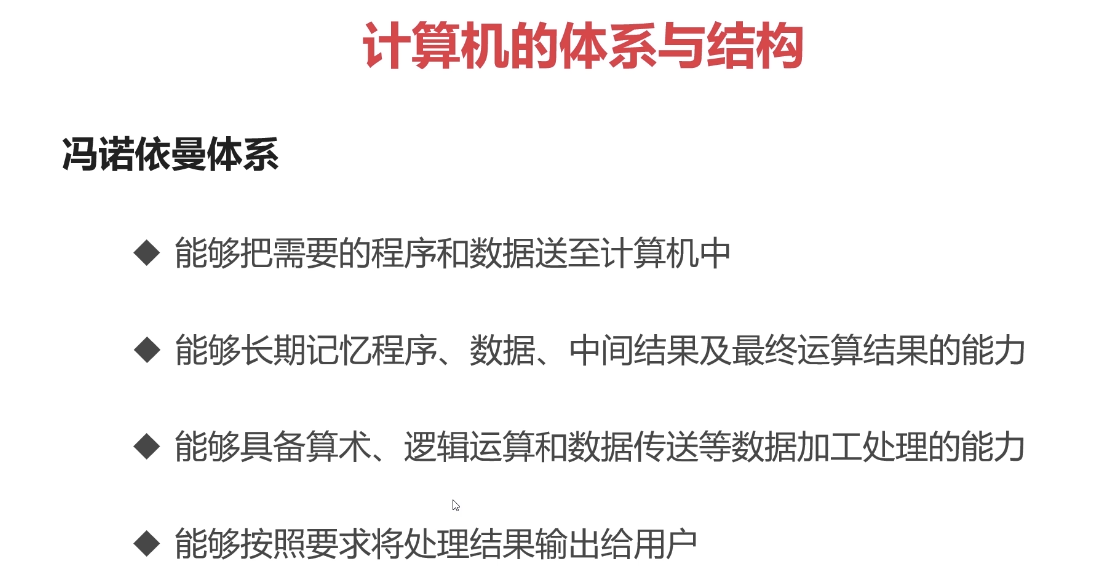 计算机的体系与结构
冯诺依曼体系
◆ 能够把需要的程序和数据送至计算机中
◆ 能够长期记忆程序、数据、中间结果及最终运算结果的能力
◆ 能够具备算术、逻辑运算和数据传送等数据加工处理的能力
◆ 能够按照要求将处理结果输出给用户